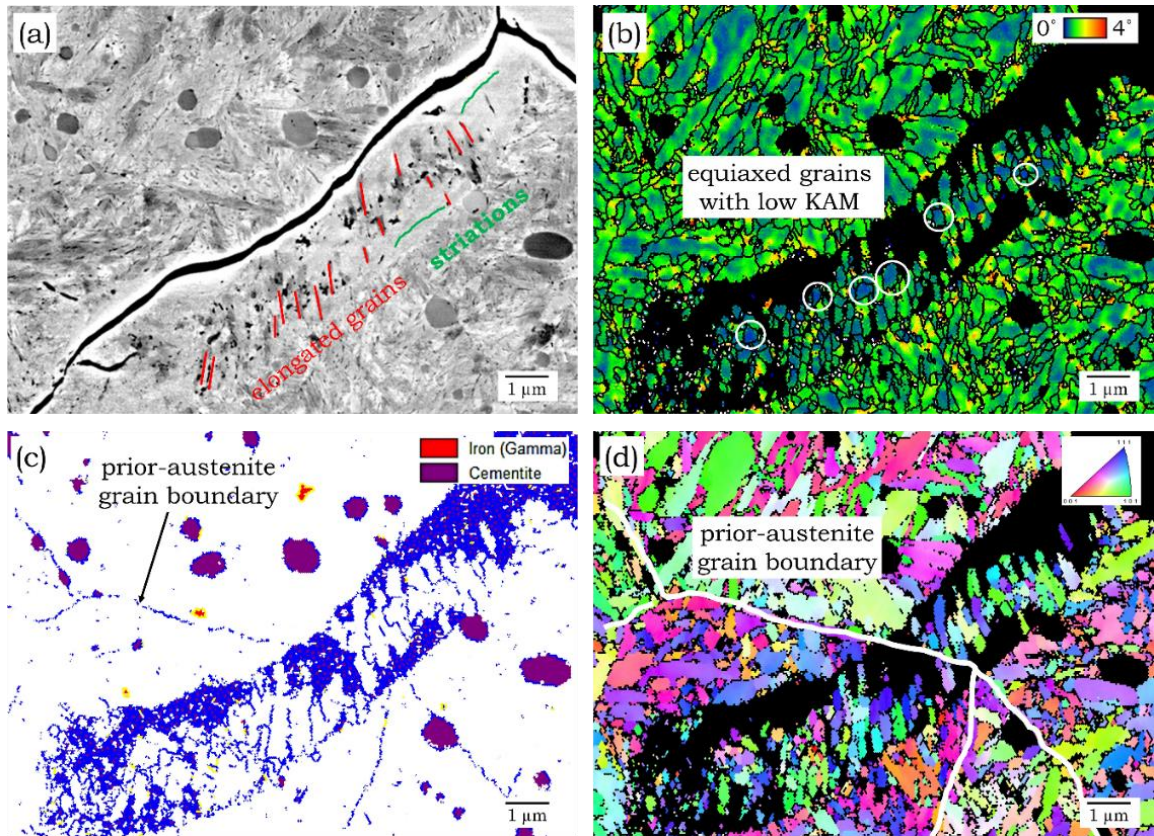 (a)
striations
elongated grains
1 µm
(b)
0° 4°
equiaxed grains
with low KAM
1 µm
(c)
Iron (Gamma)
Cementite
prior-austenite
grain boundary
1 µm
(d)
111
001 101
prior-austenite
grain boundary
1 µm